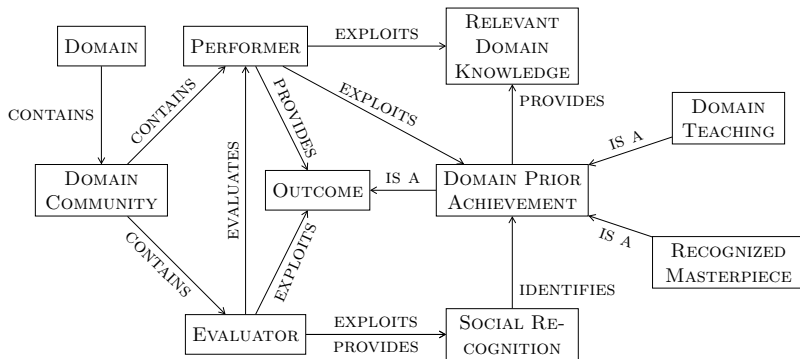 DOMAIN
PERFORMER
EXPLOITS
RELEVANT
DOMAIN
KNOWLEDGE
CONTAINS
CONTAINS
PROVIDES
EXPLOITS
PROVIDES
DOMAIN
TEACHING
IS A
DOMAIN
COMMUNITY
EVALUATES
OUTCOME
IS A
DOMAIN PRIOR
ACHIEVEMENT
CONTAINS
EXPLOITS
IS A
RECOGNIZED
MASTERPIECE
IDENTIFIES
EVALUATOR
EXPLOITS
PROVIDES
SOCIAL RE-
COGNITION